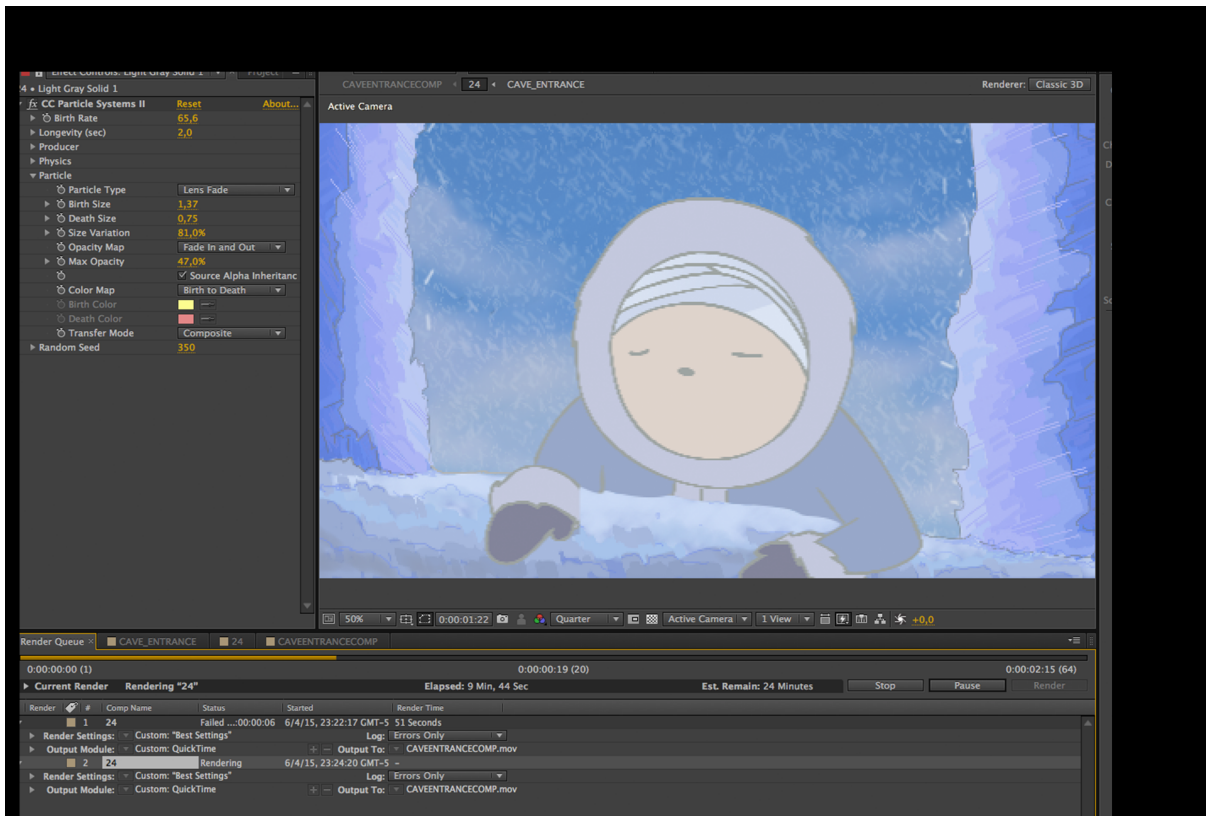 Effect Controls: Light Gray Solid 1 Project
4 • Light Gray Solid 1
fx CC Particle Systems II Reset About...
Birth Rate 65,6
Longevity (sec) 2,0
Producer
Physics
Particle
Particle Type Lens Fade
Birth Size 1,37
Death Size 0,75
Size Variation 81,0%
Opacity Map Fade In and Out
Max Opacity 47,0%
Source Alpha Inheritanc
Color Map Birth to Death
Birth Color
Death Color
Transfer Mode Composite
Random Seed 350
CAVEENTRANCECOMP 24 CAVE_ENTRANCE Renderer: Classic 3D
Active Camera
50% 0:00:01:22 Quarter Active Camera 1 View +0,0
Render Queue CAVE_ENTRANCE 24 CAVEENTRANCECOMP
0:00:00:00 (1) 0:00:00:19 (20) 0:00:02:15 (64)
Current Render Rendering "24" Elapsed: 9 Min, 44 Sec Est. Remain: 24 Minutes Stop Pause Render
Render # Comp Name Status Started Render Time
1 24 Failed ...:00:00:06 6/4/15, 23:22:17 GMT-5 51 Seconds
Render Settings: Custom: "Best Settings" Log: Errors Only
Output Module: Custom: QuickTime + − Output To: CAVEENTRANCECOMP.mov
2 24 Rendering 6/4/15, 23:24:20 GMT-5 –
Render Settings: Custom: "Best Settings" Log: Errors Only
Output Module: Custom: QuickTime + − Output To: CAVEENTRANCECOMP.mov